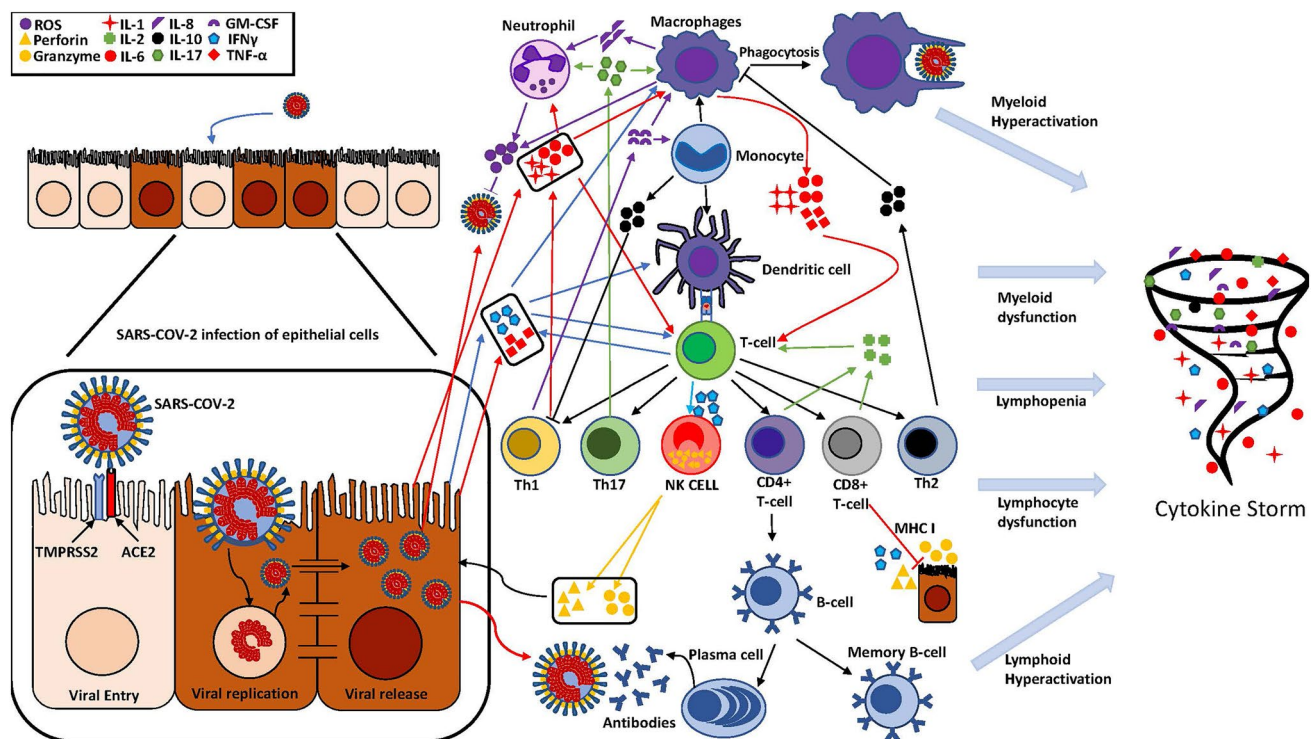 ROS
IL-1
IL-8
GM-CSF
Perforin
IL-2
IL-10
IFNγ
Granzyme
IL-6
IL-17
TNF-α
Neutrophil
Macrophages
Phagocytosis
Myeloid
Hyperactivation
Monocyte
Dendritic cell
Myeloid
dysfunction
SARS-COV-2 infection of epithelial cells
T-cell
SARS-COV-2
Lymphopenia
Th1
Th17
NK CELL
CD4+
T-cell
CD8+
T-cell
Th2
Lymphocyte
dysfunction
Cytokine Storm
MHC I
TMPRSS2
ACE2
B-cell
Plasma cell
Memory B-cell
Lymphoid
Hyperactivation
Viral Entry
Viral replication
Viral release
Antibodies